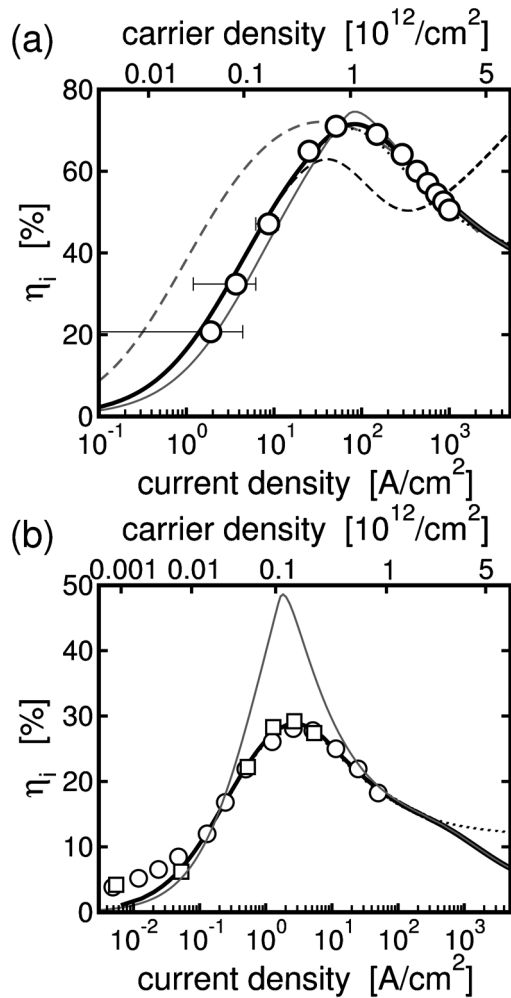 (a)
carrier density [10^12/cm^2]
0.01 0.1 1 5
80
60
40
20
0
η_i [%]
10^-1 10^0 10^1 10^2 10^3
current density [A/cm^2]
(b)
carrier density [10^12/cm^2]
0.001 0.01 0.1 1 5
50
40
30
20
10
0
η_i [%]
10^-2 10^-1 10^0 10^1 10^2 10^3
current density [A/cm^2]